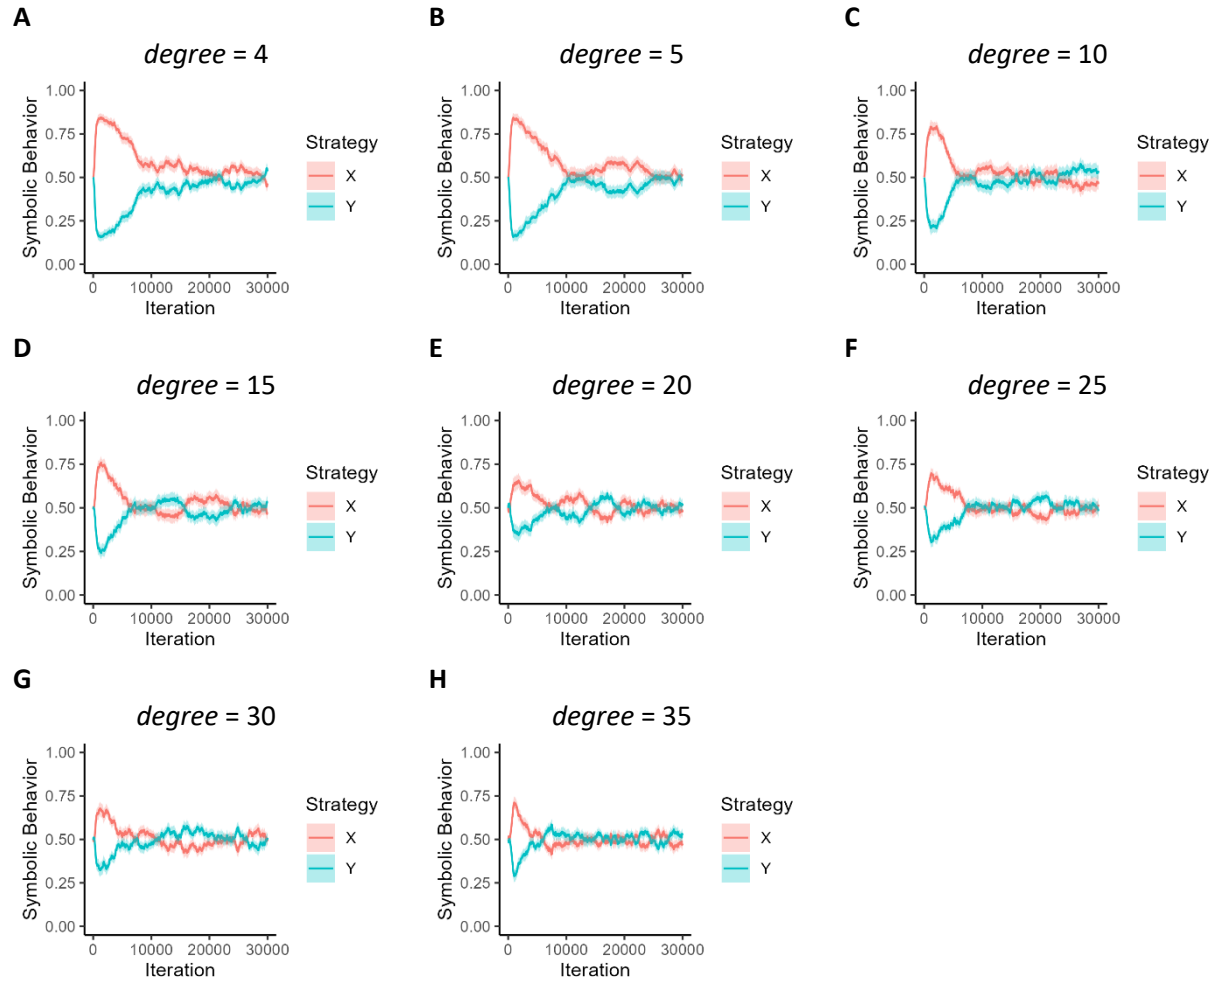 A
degree = 4
1.00
0.75
0.50
0.25
0.00
Symbolic Behavior
0 10000 20000 30000
Iteration
Strategy
X
Y
B
degree = 5
1.00
0.75
0.50
0.25
0.00
Symbolic Behavior
0 10000 20000 30000
Iteration
Strategy
X
Y
C
degree = 10
1.00
0.75
0.50
0.25
0.00
Symbolic Behavior
0 10000 20000 30000
Iteration
Strategy
X
Y
D
degree = 15
1.00
0.75
0.50
0.25
0.00
Symbolic Behavior
0 10000 20000 30000
Iteration
Strategy
X
Y
E
degree = 20
1.00
0.75
0.50
0.25
0.00
Symbolic Behavior
0 10000 20000 30000
Iteration
Strategy
X
Y
F
degree = 25
1.00
0.75
0.50
0.25
0.00
Symbolic Behavior
0 10000 20000 30000
Iteration
Strategy
X
Y
G
degree = 30
1.00
0.75
0.50
0.25
0.00
Symbolic Behavior
0 10000 20000 30000
Iteration
Strategy
X
Y
H
degree = 35
1.00
0.75
0.50
0.25
0.00
Symbolic Behavior
0 10000 20000 30000
Iteration
Strategy
X
Y